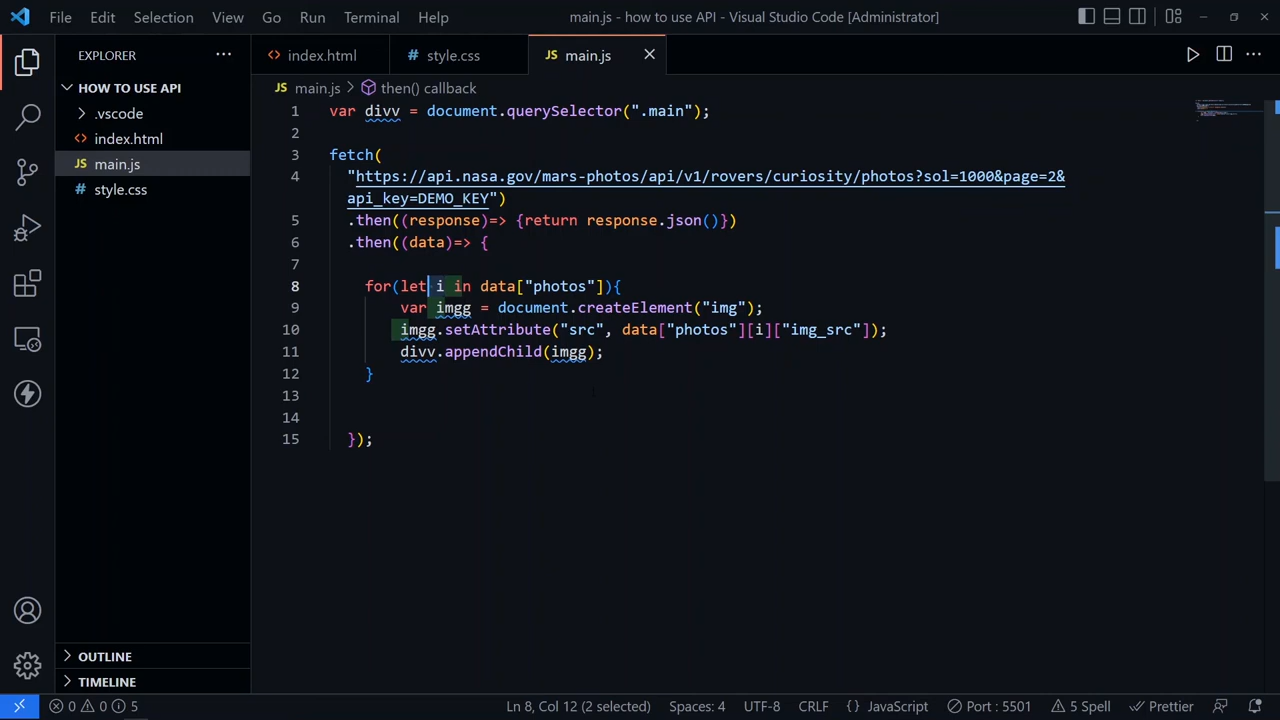 File Edit Selection View Go Run Terminal Help
main.js - how to use API - Visual Studio Code [Administrator]
EXPLORER
HOW TO USE API
.vscode
index.html
JS main.js
style.css
OUTLINE
TIMELINE
index.html
style.css
JS main.js
JS main.js > then() callback
1 var divv = document.querySelector(".main");
2
3 fetch(
4 "https://api.nasa.gov/mars-photos/api/v1/rovers/curiosity/photos?sol=1000&page=2&
api_key=DEMO_KEY")
5 .then((response)=> {return response.json()})
6 .then((data)=> {
7
8 for(let i in data["photos"]){
9 var imgg = document.createElement("img");
10 imgg.setAttribute("src", data["photos"][i]["img_src"]);
11 divv.appendChild(imgg);
12 }
13
14
15 });
0 0 5
Ln 8, Col 12 (2 selected) Spaces: 4 UTF-8 CRLF {} JavaScript Port : 5501 5 Spell Prettier